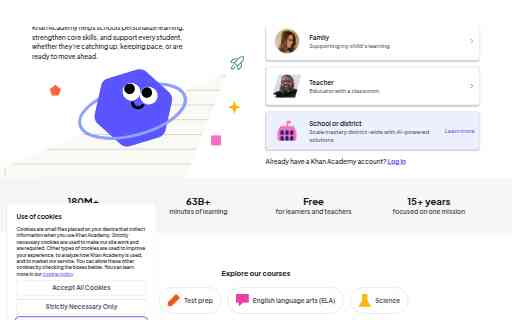 Khan Academy helps schools personalize learning,
strengthen core skills, and support every student,
whether they're catching up, keeping pace, or are
ready to move ahead.
Family
Supporting my child's learning
Teacher
Educator with a classroom
School or district
Scale mastery district-wide with AI-powered
solutions
Learn more
Already have a Khan Academy account? Log in
180M+
63B+
minutes of learning
Free
for learners and teachers
15+ years
focused on one mission
Use of cookies
Cookies are small files placed on your device that collect
information when you use Khan Academy. Strictly
necessary cookies are used to make our site work and
are required. Other types of cookies are used to improve
your experience, to analyze how Khan Academy is used,
and to market our service. You can allow these other
cookies by checking the boxes below. You can learn
more in our cookie policy.
Accept All Cookies
Strictly Necessary Only
Explore our courses
Test prep
English language arts (ELA)
Science